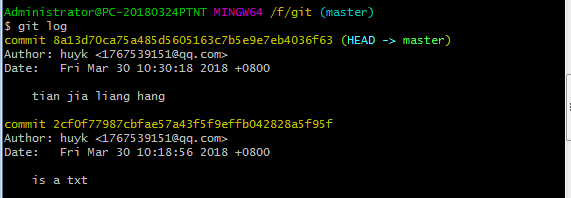 Administrator@PC-20180324PTNT MINGW64 /f/git (master)
$ git log
commit 8a13d70ca75a485d5605163c7b5e9e7eb4036f63 (HEAD -> master)
Author: huyk <1767539151@qq.com>
Date:   Fri Mar 30 10:30:18 2018 +0800
    tian jia liang hang
commit 2cf0f77987cbfae57a43f5f9effb042828a5f95f
Author: huyk <1767539151@qq.com>
Date:   Fri Mar 30 10:18:56 2018 +0800
    is a txt